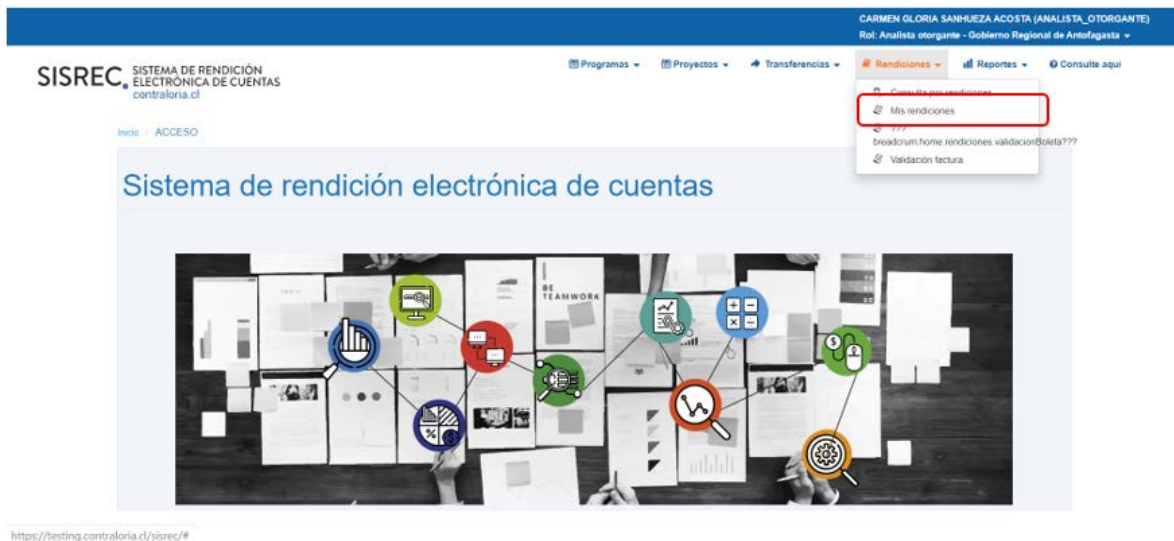 CARMEN GLORIA SANHUEZA ACOSTA (ANALISTA_OTORGANTE)
Rol: Analista otorgante - Gobierno Regional de Antofagasta
SISREC. SISTEMA DE RENDICIÓN
ELECTRÓNICA DE CUENTAS
contraloria.cl
Programas
Proyectos
Transferencias
Rendiciones
Reportes
Consulte aquí
Consulta por rendiciones
Mis rendiciones
???
breadcrum.home.rendiciones.validacionBoleta???
Validación factura
Inicio / ACCESO
Sistema de rendición electrónica de cuentas
BE
TEAMWORK
https://testing.contraloria.cl/sisrec/#